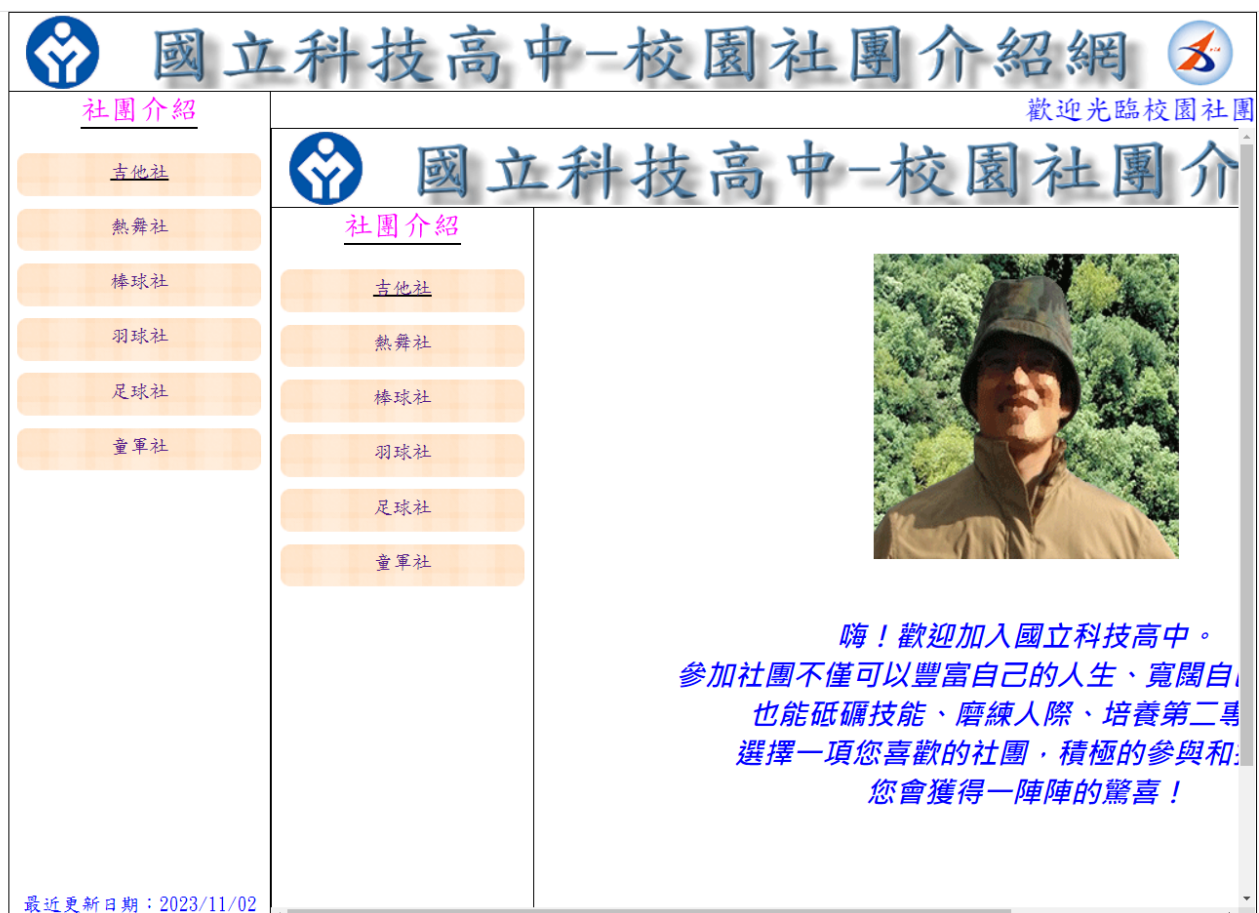 國立科技高中-校園社團介紹網
社團介紹
吉他社
熱舞社
棒球社
羽球社
足球社
童軍社
最近更新日期：2023/11/02
歡迎光臨校園社團
國立科技高中-校園社團介
社團介紹
吉他社
熱舞社
棒球社
羽球社
足球社
童軍社
嗨！歡迎加入國立科技高中。
參加社團不僅可以豐富自己的人生、寬闊自
也能砥礪技能、磨練人際、培養第二專
選擇一項您喜歡的社團，積極的參與和
您會獲得一陣陣的驚喜！